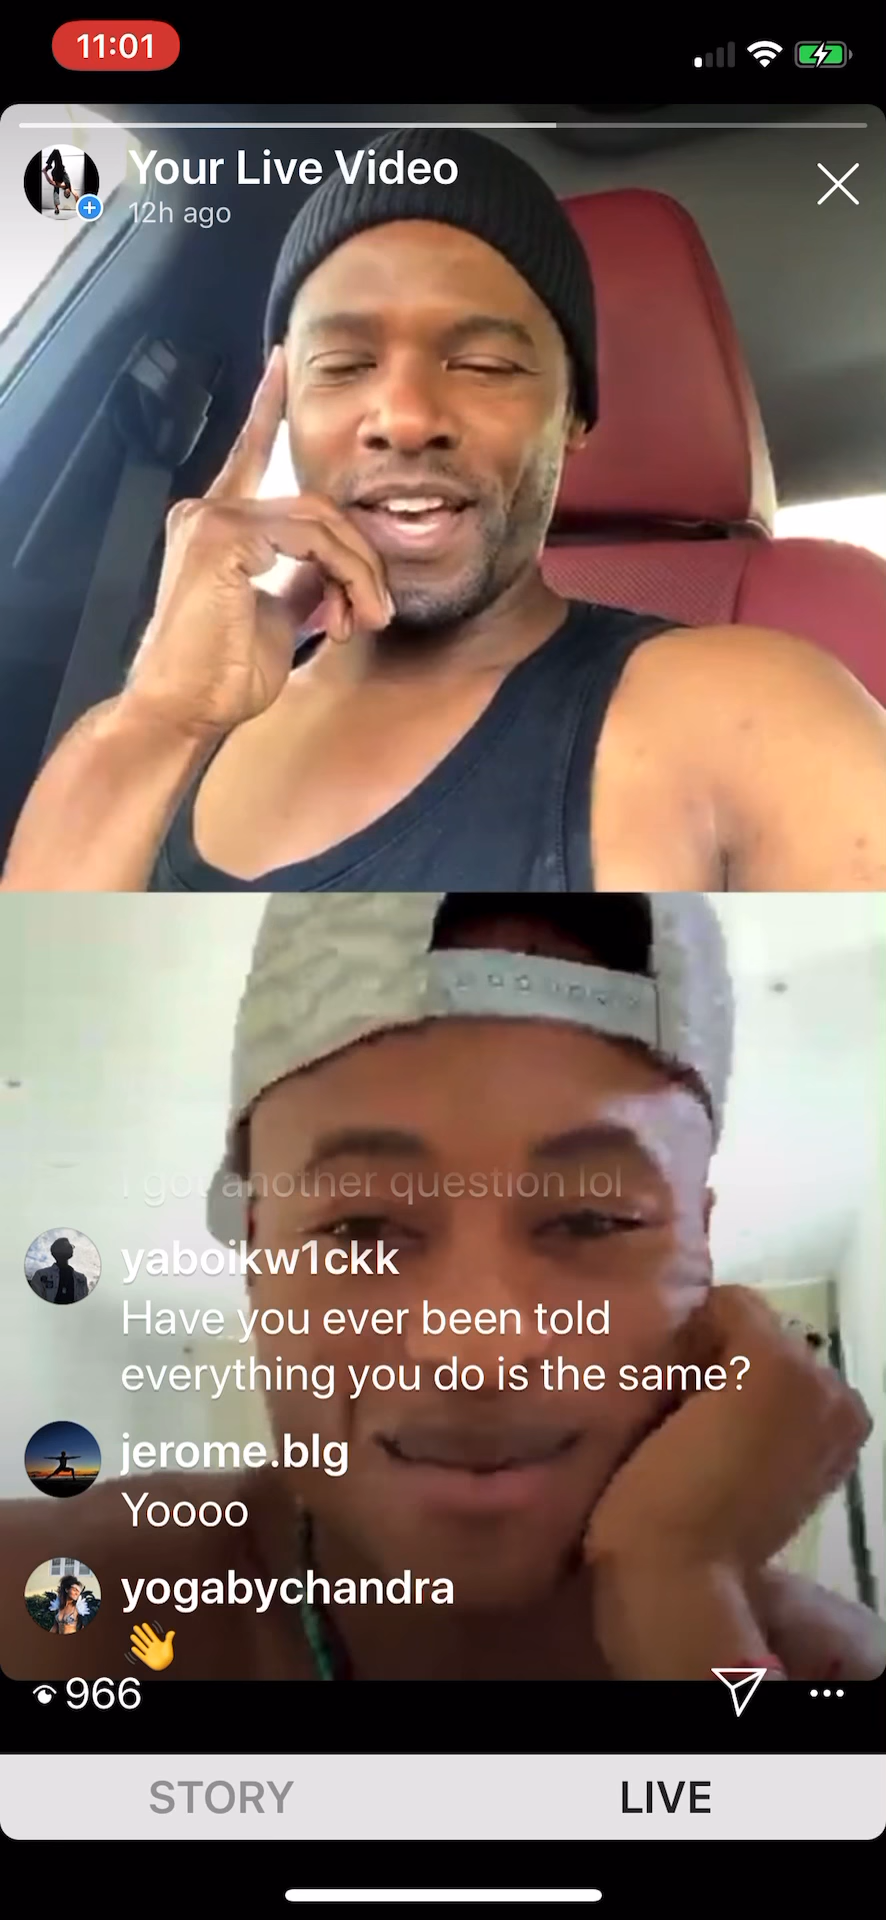 11:01
Your Live Video
12h ago
I got another question lol
yaboikw1ckk
Have you ever been told
everything you do is the same?
jerome.blg
Yoooo
yogabychandra
👋
966
STORY
LIVE